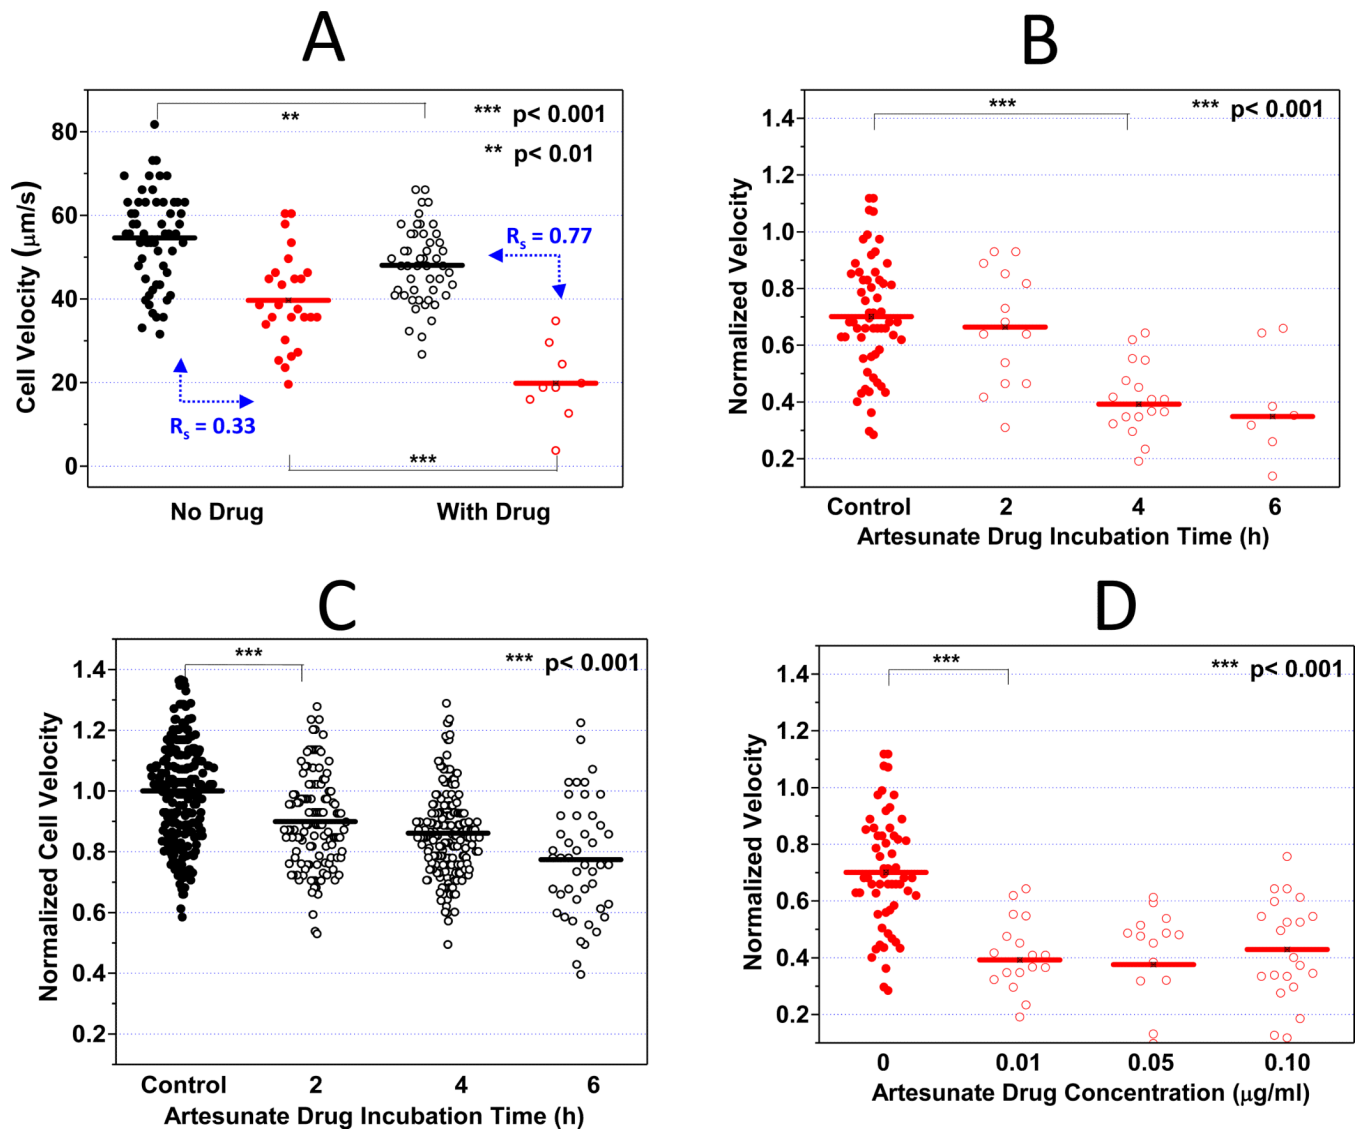 A
*** p< 0.001
** p< 0.01
**
***
Cell Velocity (μm/s)
80
60
40
20
0
Rs = 0.77
Rs = 0.33
No Drug
With Drug
B
*** p< 0.001
***
Normalized Velocity
1.4
1.2
1.0
0.8
0.6
0.4
0.2
Control
2
4
6
Artesunate Drug Incubation Time (h)
C
*** p< 0.001
***
Normalized Cell Velocity
1.4
1.2
1.0
0.8
0.6
0.4
0.2
Control
2
4
6
Artesunate Drug Incubation Time (h)
D
*** p< 0.001
***
Normalized Velocity
1.4
1.2
1.0
0.8
0.6
0.4
0.2
0
0.01
0.05
0.10
Artesunate Drug Concentration (μg/ml)